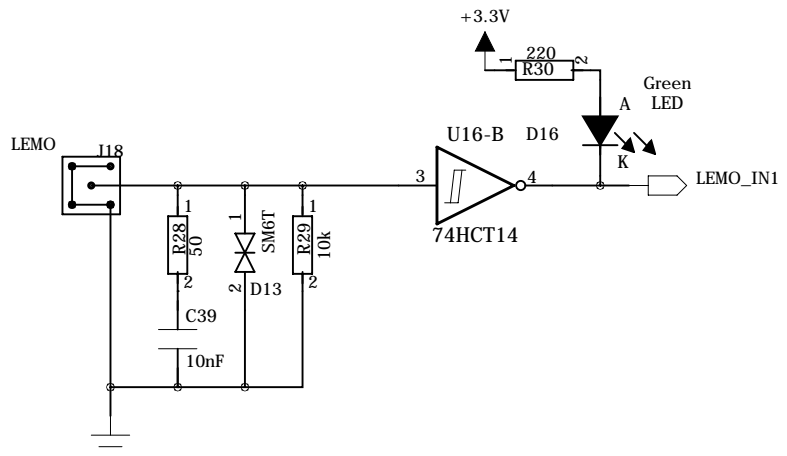 +3.3V
220
1
2
R30
Green
LED
A
LEMO
J18
U16-B
D16
K
3
4
LEMO_IN1
1
R28
50
2
1
SM6T
2
D13
1
R29
10k
2
74HCT14
C39
10nF